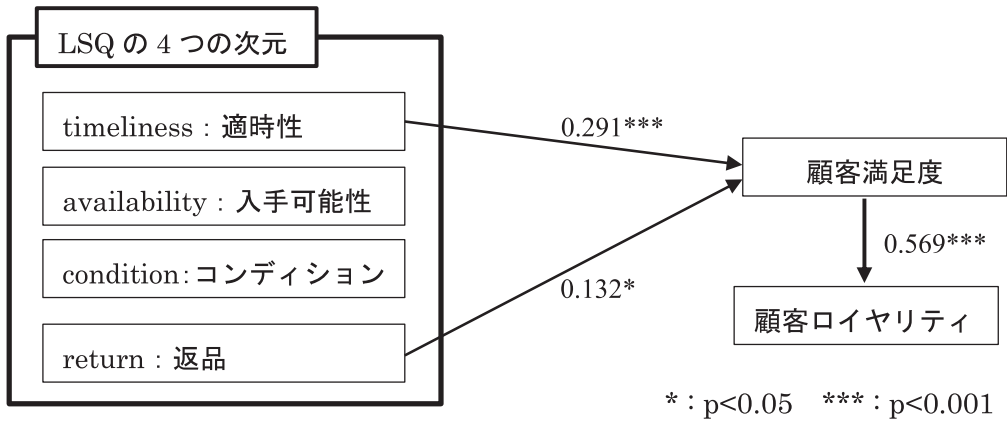 LSQ の 4 つの次元
timeliness : 適時性
availability : 入手可能性
condition: コンディション
return : 返品
0.291***
0.132*
顧客満足度
0.569***
顧客ロイヤリティ
* : p<0.05 *** : p<0.001